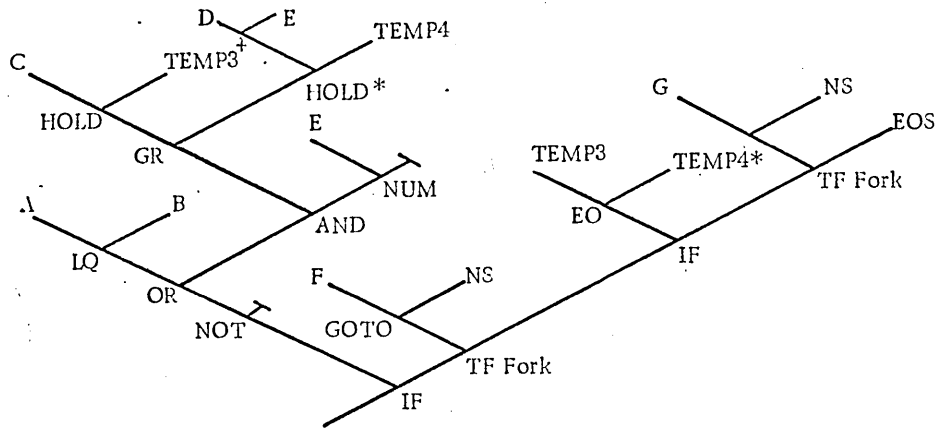 D E
TEMP4
C TEMP3+
HOLD*
HOLD
G NS
EOS
E
GR
TEMP3 TEMP4*
TF Fork
NUM
A B
AND
EO
LQ
IF
OR
F NS
NOT
GOTO
TF Fork
IF